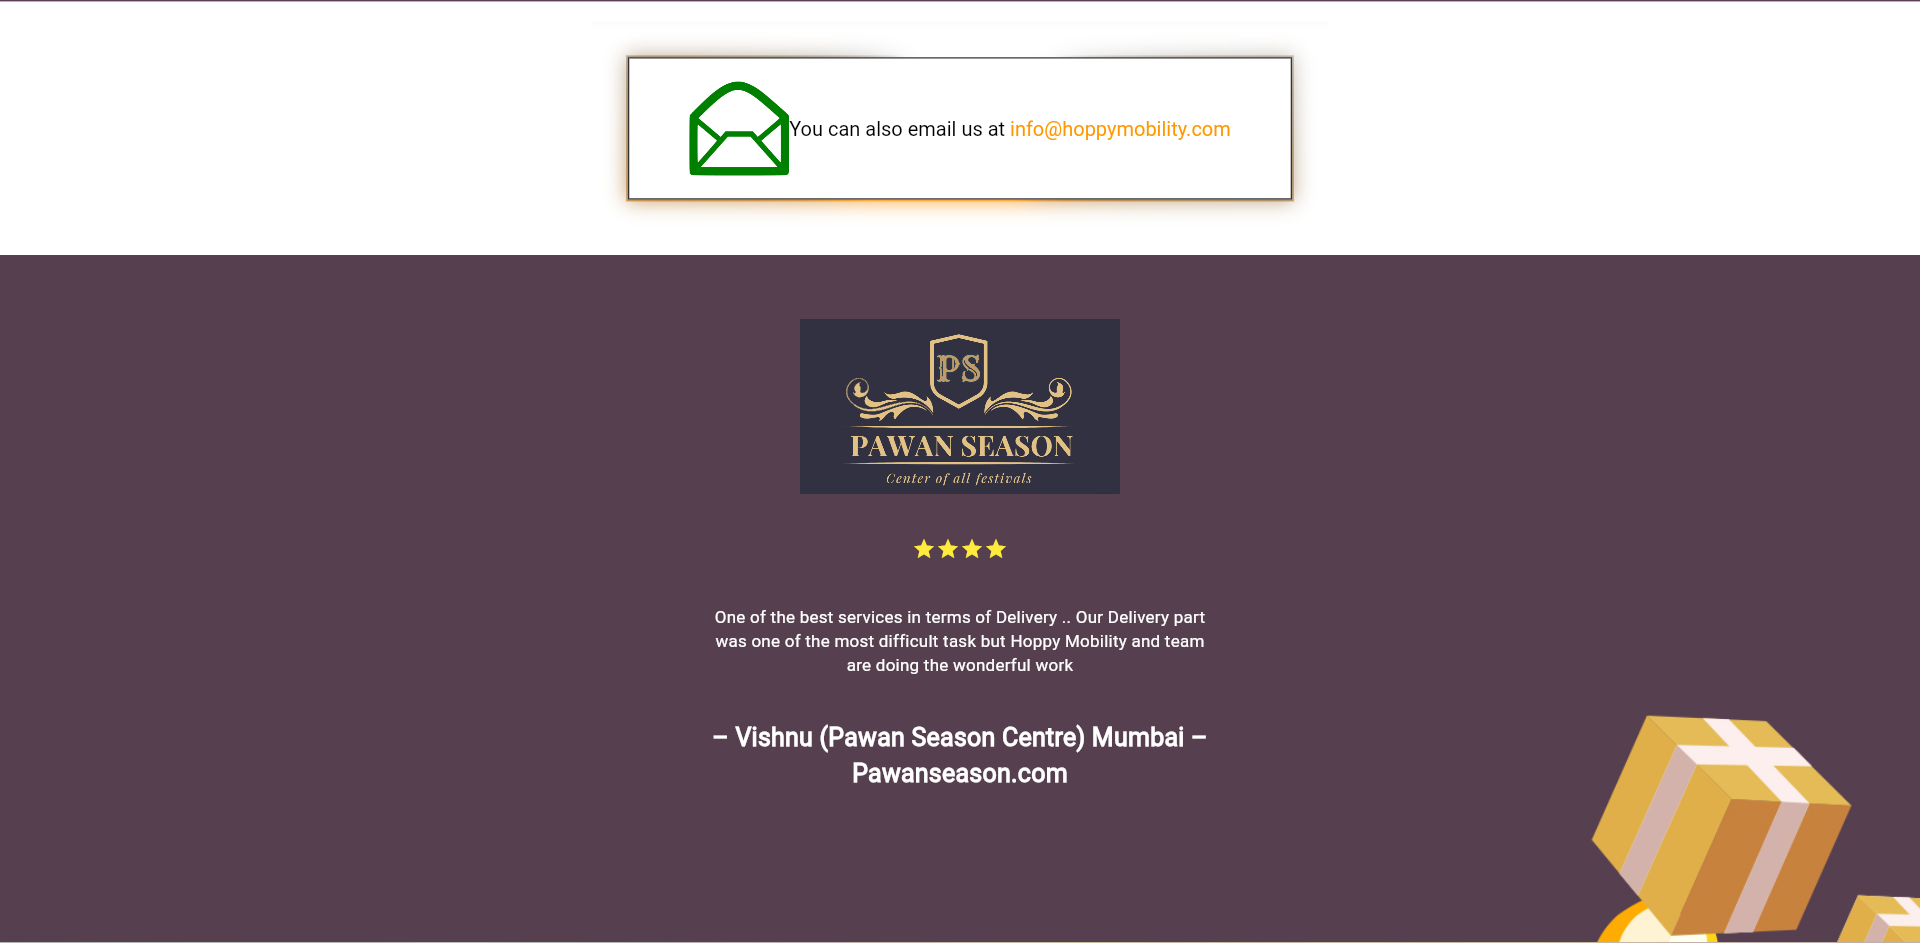 You can also email us at info@hoppymobility.com
PS
PAWAN SEASON
Center of all festivals
One of the best services in terms of Delivery .. Our Delivery part
was one of the most difficult task but Hoppy Mobility and team
are doing the wonderful work
– Vishnu (Pawan Season Centre) Mumbai –
Pawanseason.com